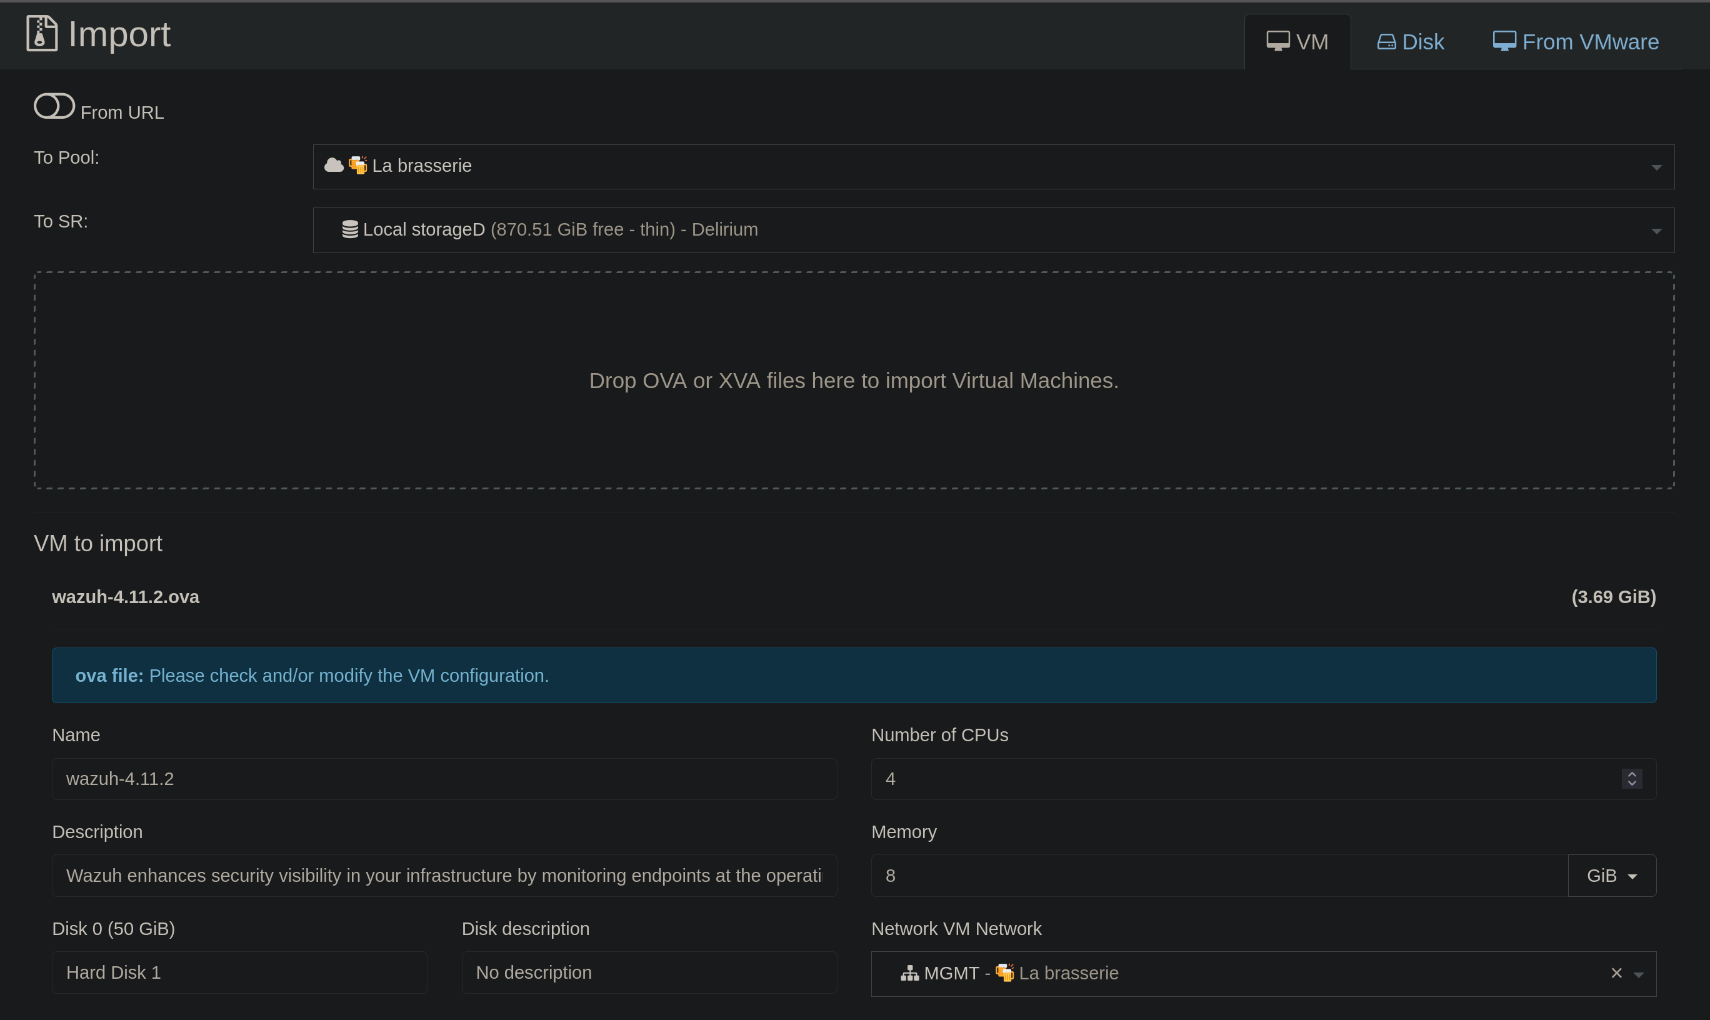 Import
VM
Disk
From VMware
From URL
To Pool:
La brasserie
To SR:
Local storageD (870.51 GiB free - thin) - Delirium
Drop OVA or XVA files here to import Virtual Machines.
VM to import
wazuh-4.11.2.ova
(3.69 GiB)
ova file: Please check and/or modify the VM configuration.
Name
Number of CPUs
wazuh-4.11.2
4
Description
Memory
Wazuh enhances security visibility in your infrastructure by monitoring endpoints at the operati
8
GiB
Disk 0 (50 GiB)
Disk description
Network VM Network
Hard Disk 1
No description
MGMT - La brasserie